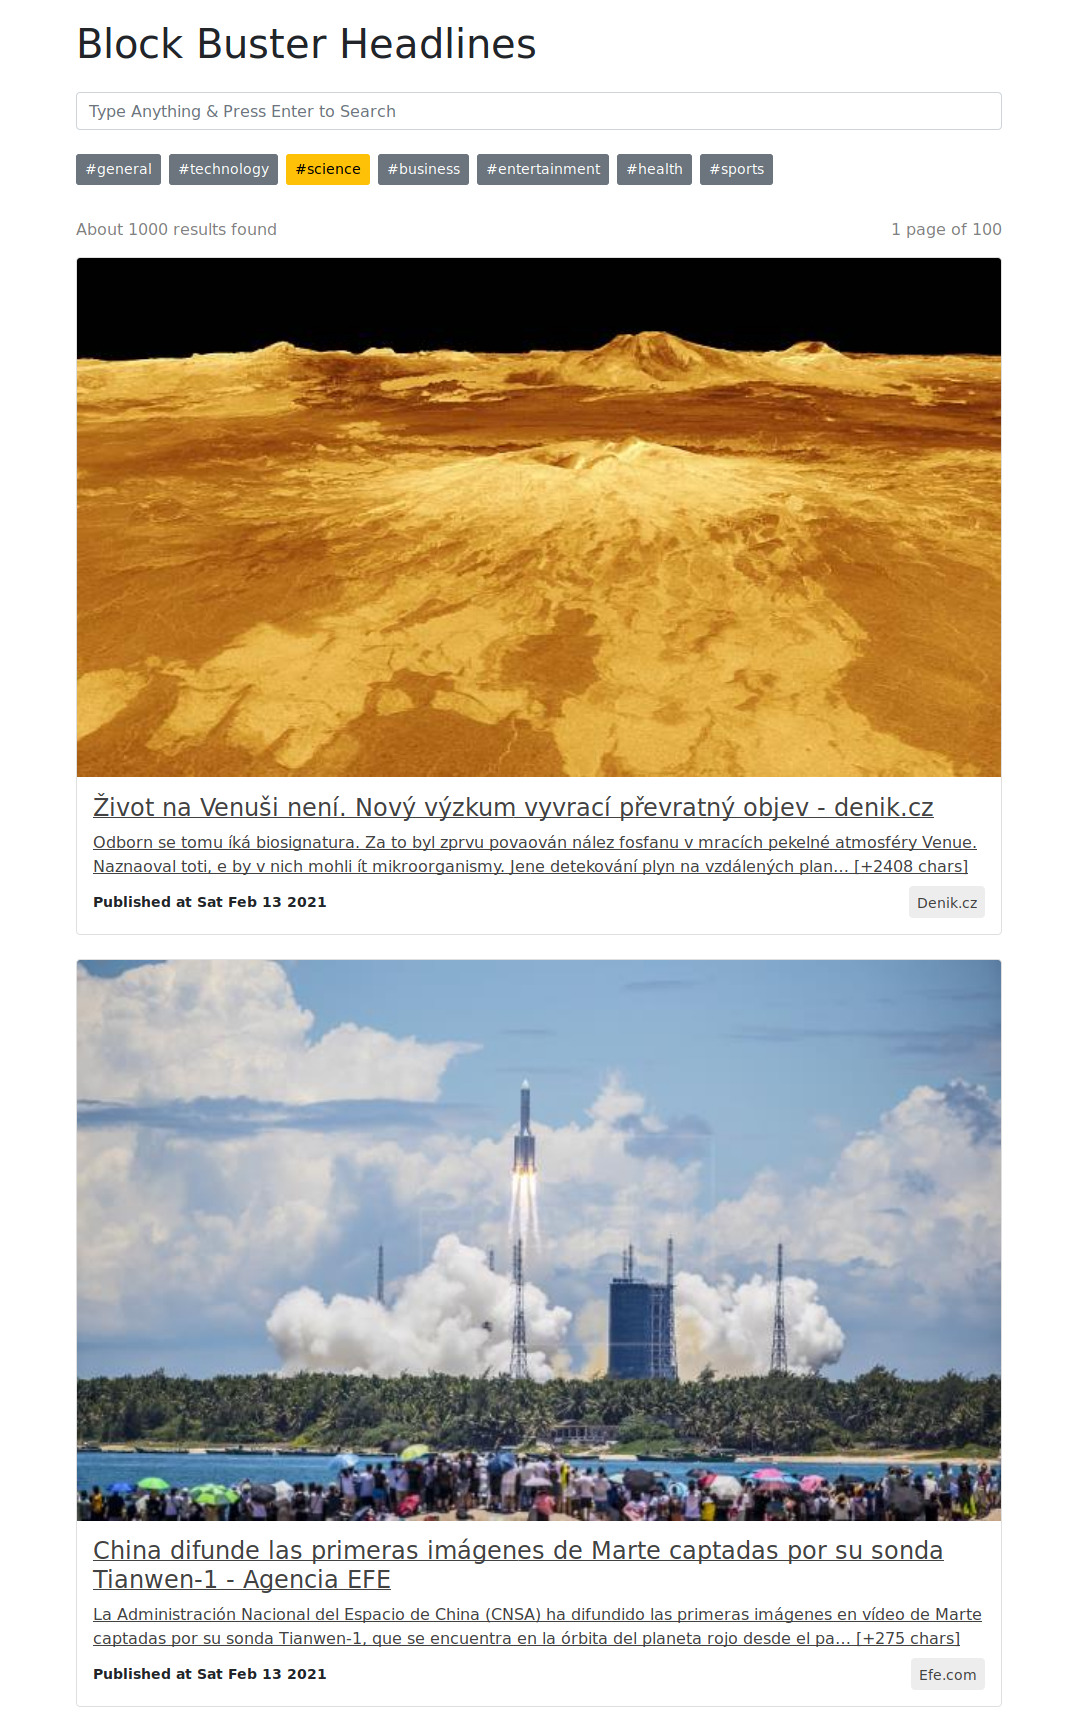 Block Buster Headlines
Type Anything & Press Enter to Search
#general #technology #science #business #entertainment #health #sports
About 1000 results found 1 page of 100
Život na Venuši není. Nový výzkum vyvrací převratný objev - denik.cz
Odborn se tomu íká biosignatura. Za to byl zprvu povaován nález fosfanu v mracích pekelné atmosféry Venue.
Naznaoval toti, e by v nich mohli ít mikroorganismy. Jene detekování plyn na vzdálených plan… [+2408 chars]
Published at Sat Feb 13 2021 Denik.cz
China difunde las primeras imágenes de Marte captadas por su sonda
Tianwen-1 - Agencia EFE
La Administración Nacional del Espacio de China (CNSA) ha difundido las primeras imágenes en vídeo de Marte
captadas por su sonda Tianwen-1, que se encuentra en la órbita del planeta rojo desde el pa… [+275 chars]
Published at Sat Feb 13 2021 Efe.com